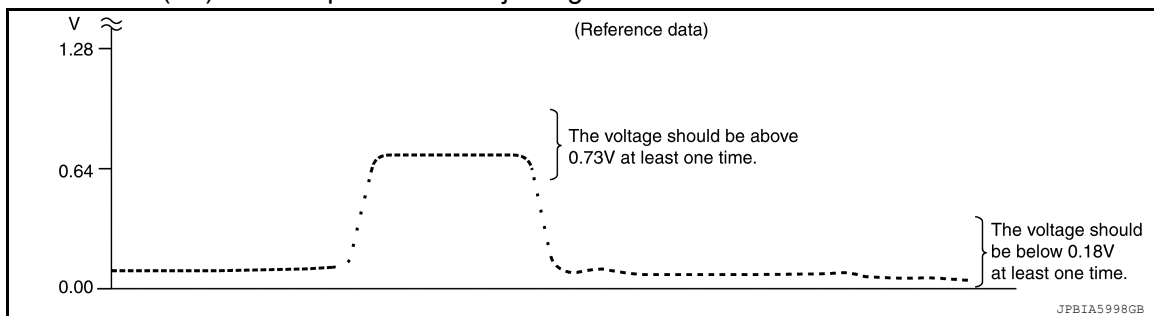 V
(Reference data)
1.28
The voltage should be above
0.73V at least one time.
0.64
The voltage should
be below 0.18V
at least one time.
0.00
JPBIA5998GB